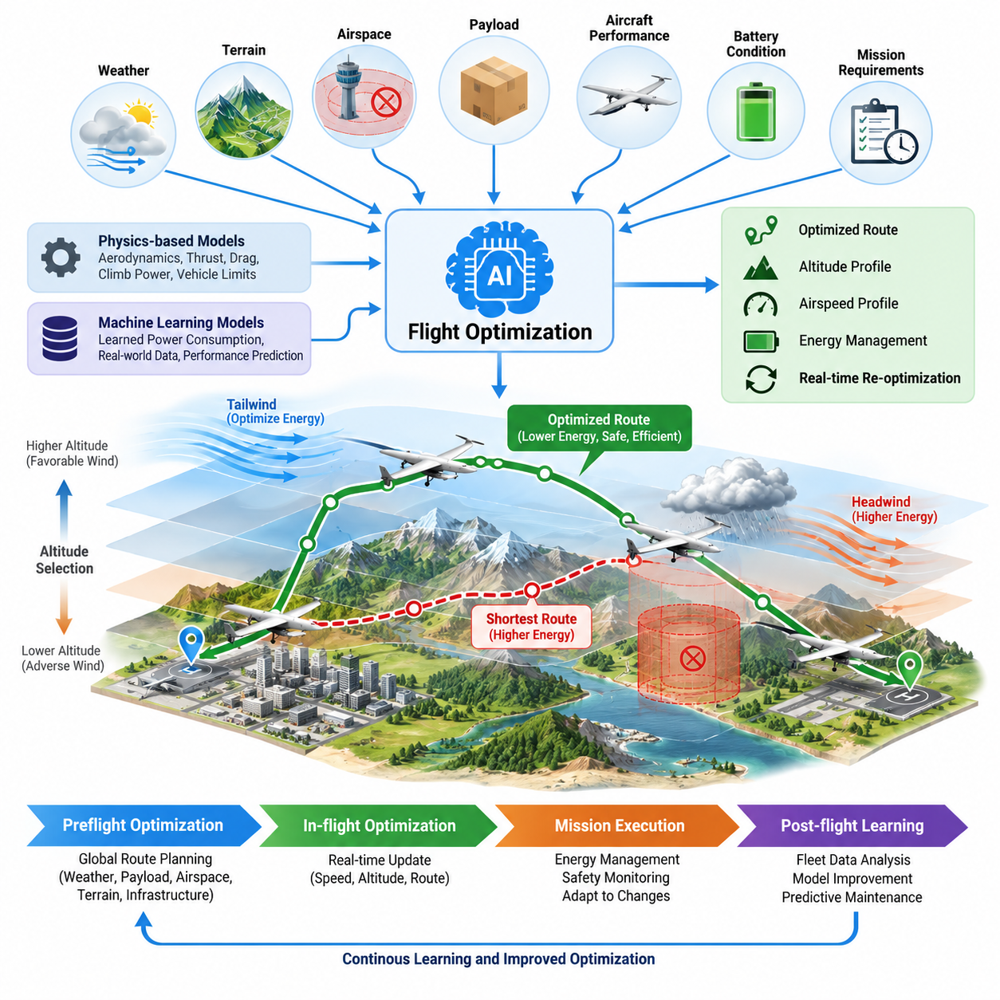 Weather
Terrain
Airspace
Payload
Aircraft
Performance
Battery
Condition
Mission
Requirements
Physics-based Models
Aerodynamics, Thrust, Drag,
Climb Power, Vehicle Limits
Machine Learning Models
Learned Power Consumption,
Real-world Data, Performance Prediction
AI
Flight Optimization
Optimized Route
Altitude Profile
Airspeed Profile
Energy Management
Real-time Re-optimization
Tailwind
(Optimize Energy)
Optimized Route
(Lower Energy, Safe, Efficient)
Higher Altitude
(Favorable Wind)
Headwind
(Higher Energy)
Altitude
Selection
Shortest Route
(Higher Energy)
Lower Altitude
(Adverse Wind)
H
Preflight Optimization
Global Route Planning
(Weather, Payload, Airspace,
Terrain, Infrastructure)
In-flight Optimization
Real-time Update
(Speed, Altitude, Route)
Mission Execution
Energy Management
Safety Monitoring
Adapt to Changes
Post-flight Learning
Fleet Data Analysis
Model Improvement
Predictive Maintenance
Continous Learning and Improved Optimization